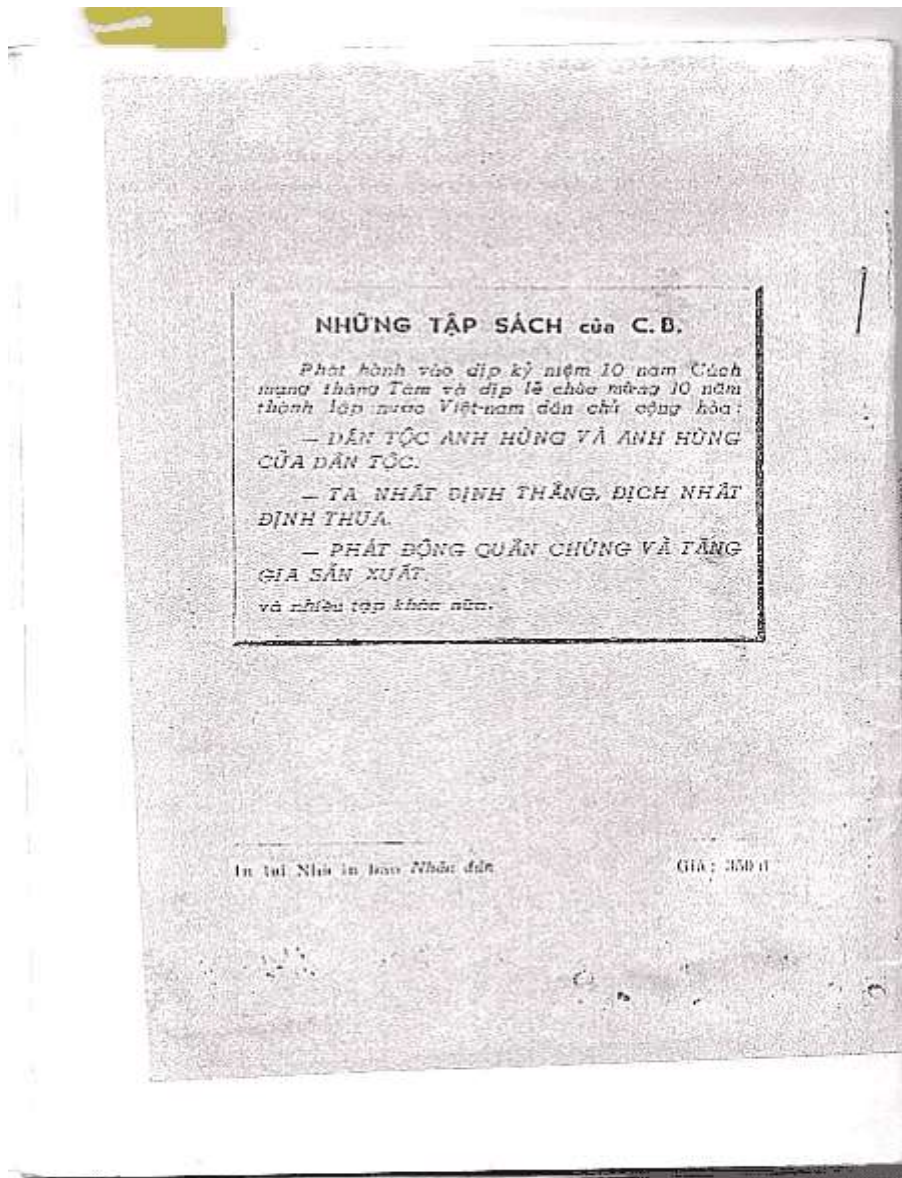 NHỮNG TẬP SÁCH của C.B.
Phát hành vào dịp kỷ niệm 10 năm Cách
mạng tháng Tám và dịp lễ chào mừng 10 năm
thành lập nước Việt-nam dân chủ cộng hòa:
— DÂN TỘC ANH HÙNG VÀ ANH HÙNG
CỦA DÂN TỘC.
— TA NHẤT ĐỊNH THẮNG, ĐỊCH NHẤT
ĐỊNH THUA.
— PHÁT ĐỘNG QUẦN CHÚNG VÀ TĂNG
GIA SẢN XUẤT.
và nhiều tập khác nữa.
In tại Nhà in báo Nhân dân
Giá : 350 đ